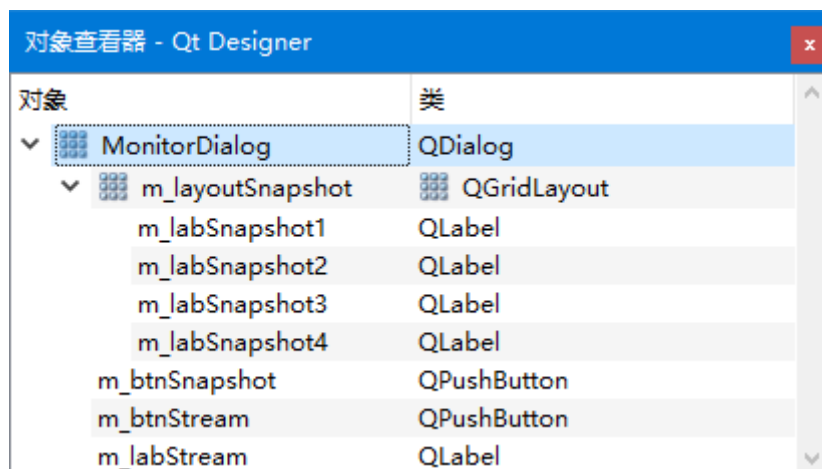 对象查看器 - Qt Designer x
对象 类
MonitorDialog QDialog
m_layoutSnapshot QGridLayout
m_labSnapshot1 QLabel
m_labSnapshot2 QLabel
m_labSnapshot3 QLabel
m_labSnapshot4 QLabel
m_btnSnapshot QPushButton
m_btnStream QPushButton
m_labStream QLabel